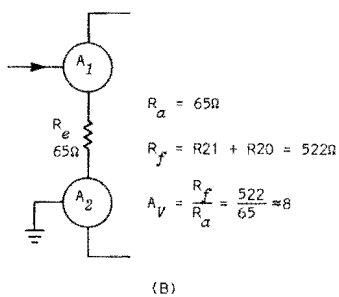 A1
Re
65Ω
A2
Ra = 65Ω
Rf = R21 + R20 = 522Ω
AV = Rf/Ra = 522/65 ≈8
(B)